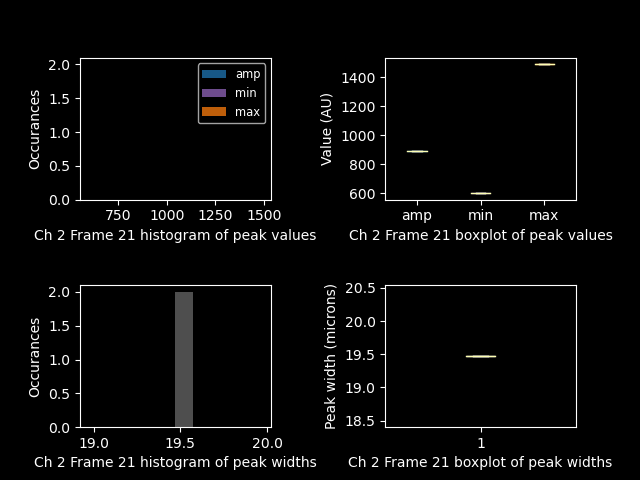 2.0
1.5
1.0
0.5
0.0
Occurances
amp
min
max
750 1000 1250 1500
Ch 2 Frame 21 histogram of peak values
1400
1200
1000
800
600
Value (AU)
amp min max
Ch 2 Frame 21 boxplot of peak values
2.0
1.5
1.0
0.5
0.0
Occurances
19.0 19.5 20.0
Ch 2 Frame 21 histogram of peak widths
20.5
20.0
19.5
19.0
18.5
Peak width (microns)
1
Ch 2 Frame 21 boxplot of peak widths